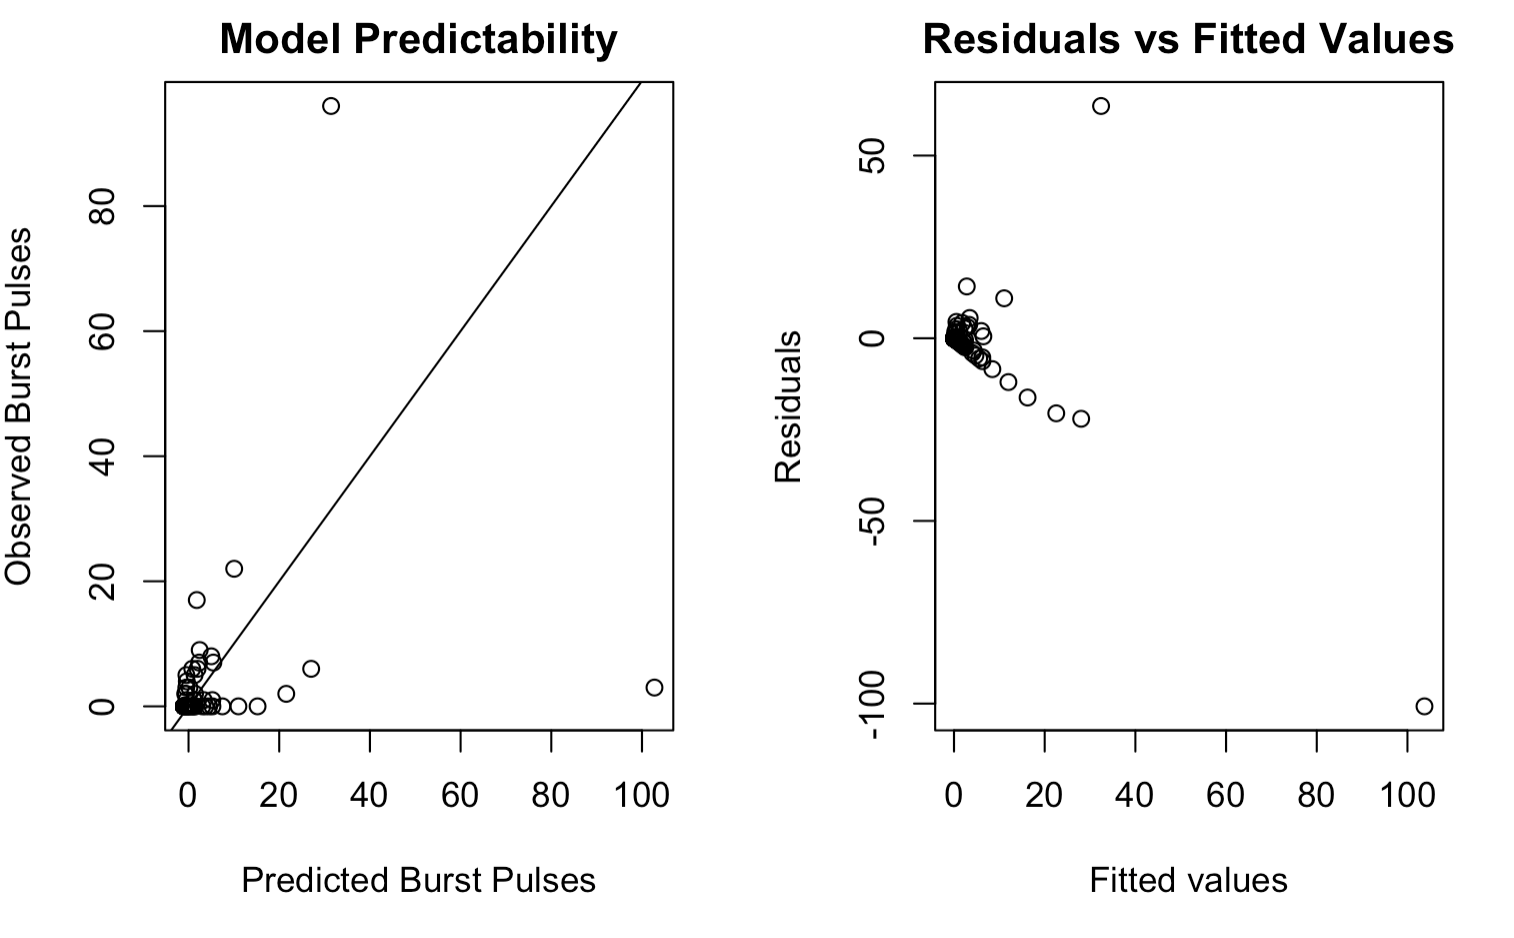 Model Predictability
Observed Burst Pulses
80
60
40
20
0
0 20 40 60 80 100
Predicted Burst Pulses
Residuals vs Fitted Values
Residuals
50
0
-50
-100
0 20 40 60 80 100
Fitted values